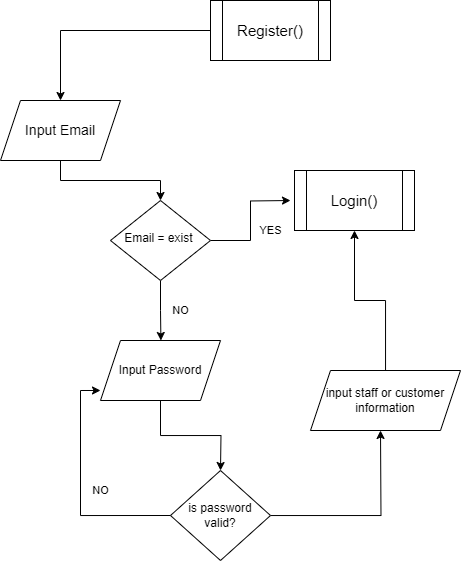 Register()
Input Email
Login()
Email = exist
YES
NO
Input Password
input staff or customer
information
NO
is password
valid?